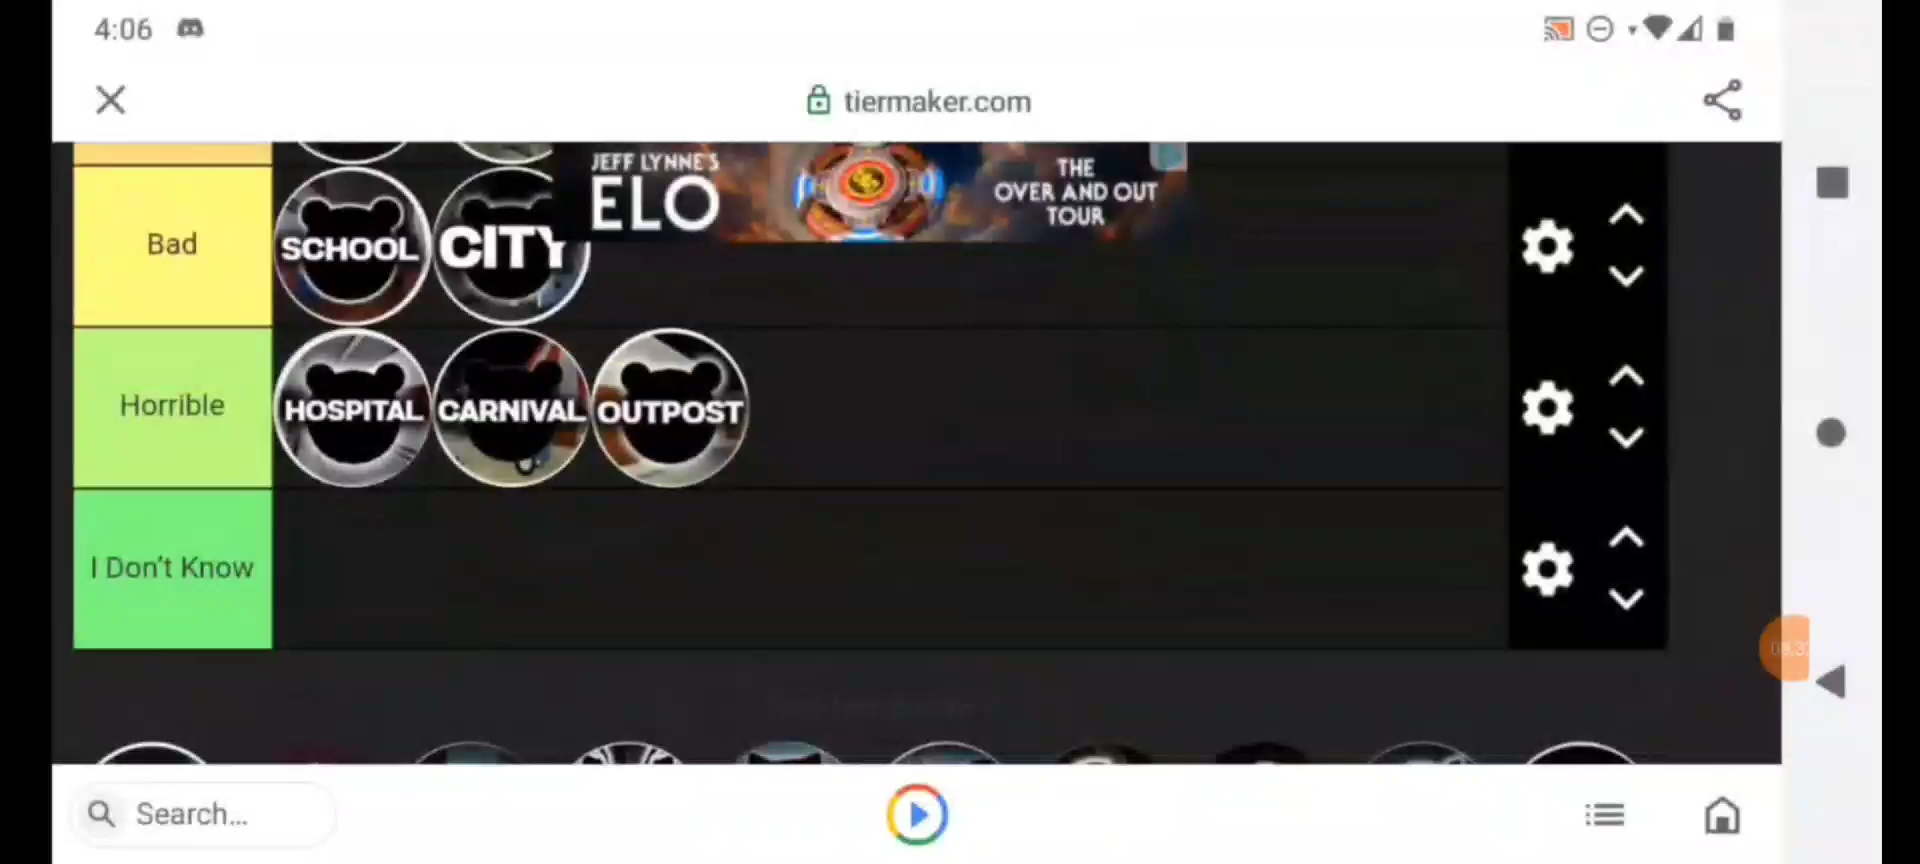 4:06
tiermaker.com
JEFF LYNNE'S
ELO
THE
OVER AND OUT
TOUR
Bad
SCHOOL
CITY
Horrible
HOSPITAL
CARNIVAL
OUTPOST
I Don't Know
Search...